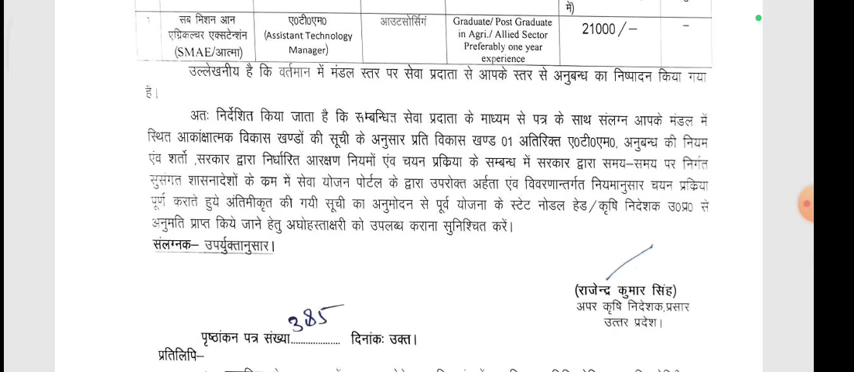 में)
1 सब मिशन आन एग्रिकल्चर एक्सटेन्शन (SMAE/आत्मा) ए०टी०एम० (Assistant Technology Manager) आउटसोर्सिंग Graduate/ Post Graduate in Agri./ Allied Sector Preferably one year experience 21000/- -
उल्लेखनीय है कि वर्तमान में मंडल स्तर पर सेवा प्रदाता से आपके स्तर से अनुबन्ध का निष्पादन किया गया
है।
अतः निर्देशित किया जाता है कि सम्बन्धित सेवा प्रदाता के माध्यम से पत्र के साथ संलग्न आपके मंडल में
स्थित आकांक्षात्मक विकास खण्डों की सूची के अनुसार प्रति विकास खण्ड 01 अतिरिक्त ए०टी०एम०, अनुबन्ध की नियम
एंव शर्तो ,सरकार द्वारा निर्धारित आरक्षण नियमों एंव चयन प्रकिया के सम्बन्ध में सरकार द्वारा समय-समय पर निर्गत
सुसंगत शासनादेशों के कम में सेवा योजन पोर्टल के द्वारा उपरोक्त अर्हता एंव विवरणान्तर्गत नियमानुसार चयन प्रकिया
पूर्ण कराते हुये अंतिमीकृत की गयी सूची का अनुमोदन से पूर्व योजना के स्टेट नोडल हेड/कृषि निदेशक उ०प्र० से
अनुमति प्राप्त किये जाने हेतु अधोहस्ताक्षरी को उपलब्ध कराना सुनिश्चित करें।
संलग्नक- उपर्युक्तानुसार।
(राजेन्द्र कुमार सिंह)
अपर कृषि निदेशक,प्रसार
उत्तर प्रदेश।
पृष्ठांकन पत्र संख्या...385... दिनांकः उक्त।
प्रतिलिपि-